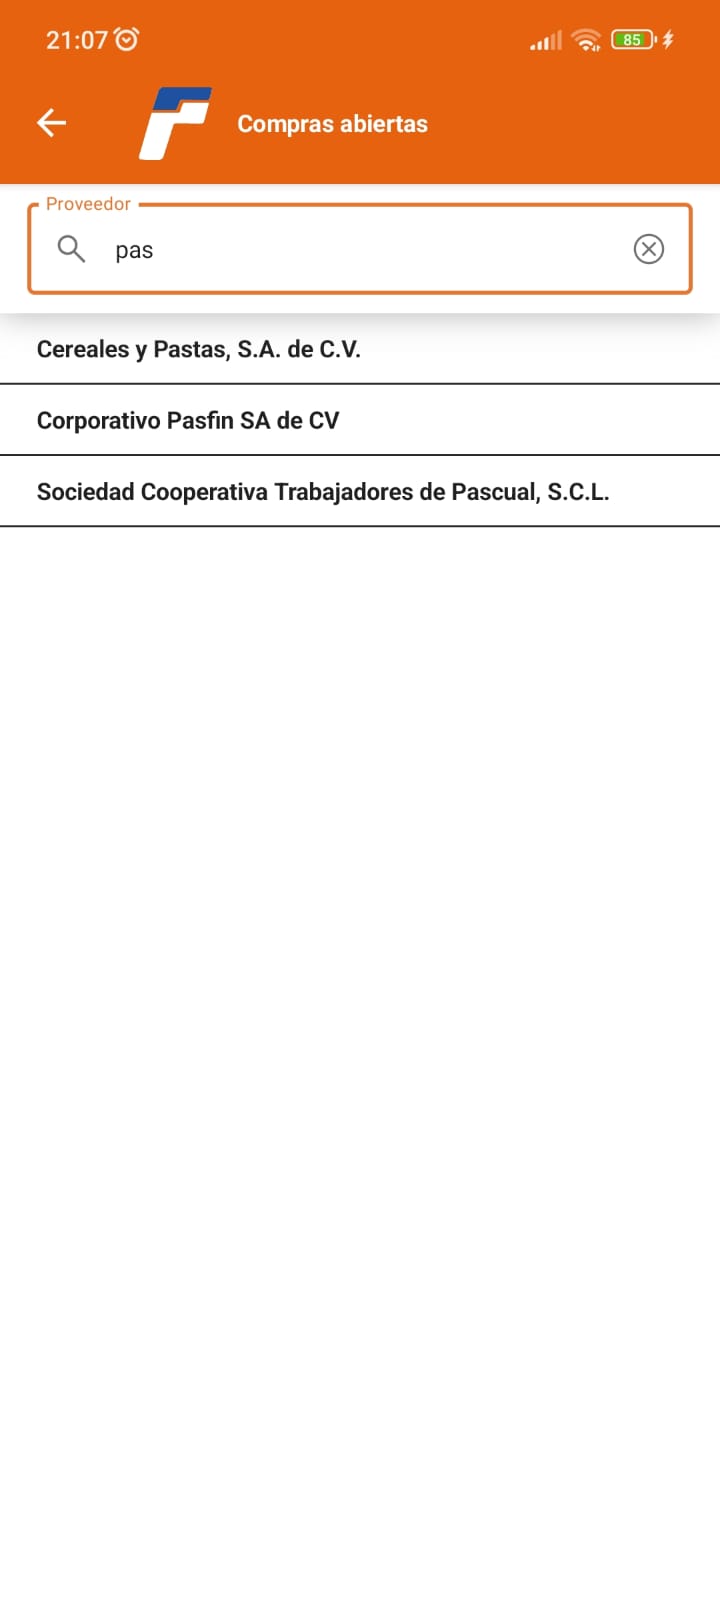 21:07
85
Compras abiertas
Proveedor
pas
Cereales y Pastas, S.A. de C.V.
Corporativo Pasfin SA de CV
Sociedad Cooperativa Trabajadores de Pascual, S.C.L.